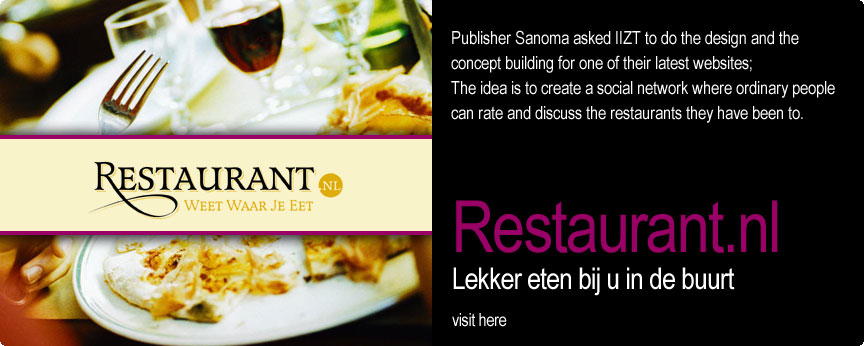 RESTAURANT.NL
WEET WAAR JE EET
Publisher Sanoma asked IIZT to do the design and the
concept building for one of their latest websites;
The idea is to create a social network where ordinary people
can rate and discuss the restaurants they have been to.
Restaurant.nl
Lekker eten bij u in de buurt
visit here